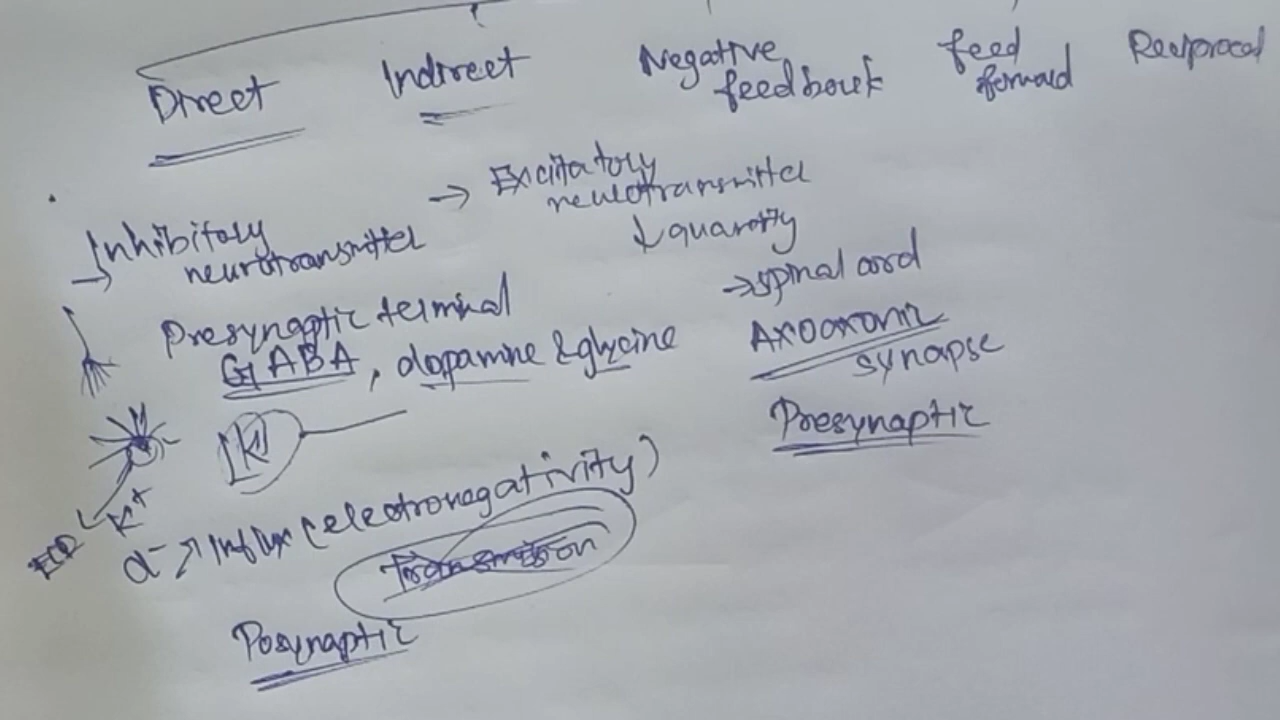 Direct
Indirect
Negative
feedback
feed
forward
Reciprocal
→ Excitatory
neurotransmitter
↓ quantity
Inhibitory
→ neurotransmitter
→ spinal cord
Presynaptic terminal
Axoaxonic
synapse
GABA, dopamine & glycine
Presynaptic
K+
cl- → Influx (electronegativity)
Transmission
Posynaptic